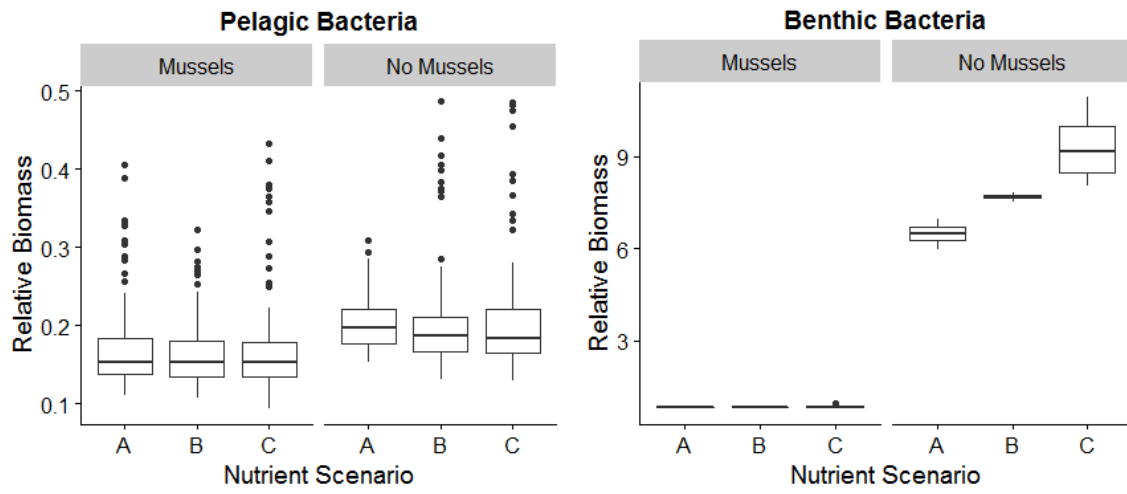 Pelagic Bacteria
Mussels No Mussels
Relative Biomass
0.5
0.4
0.3
0.2
0.1
A B C A B C
Nutrient Scenario
Benthic Bacteria
Mussels No Mussels
Relative Biomass
9
6
3
A B C A B C
Nutrient Scenario